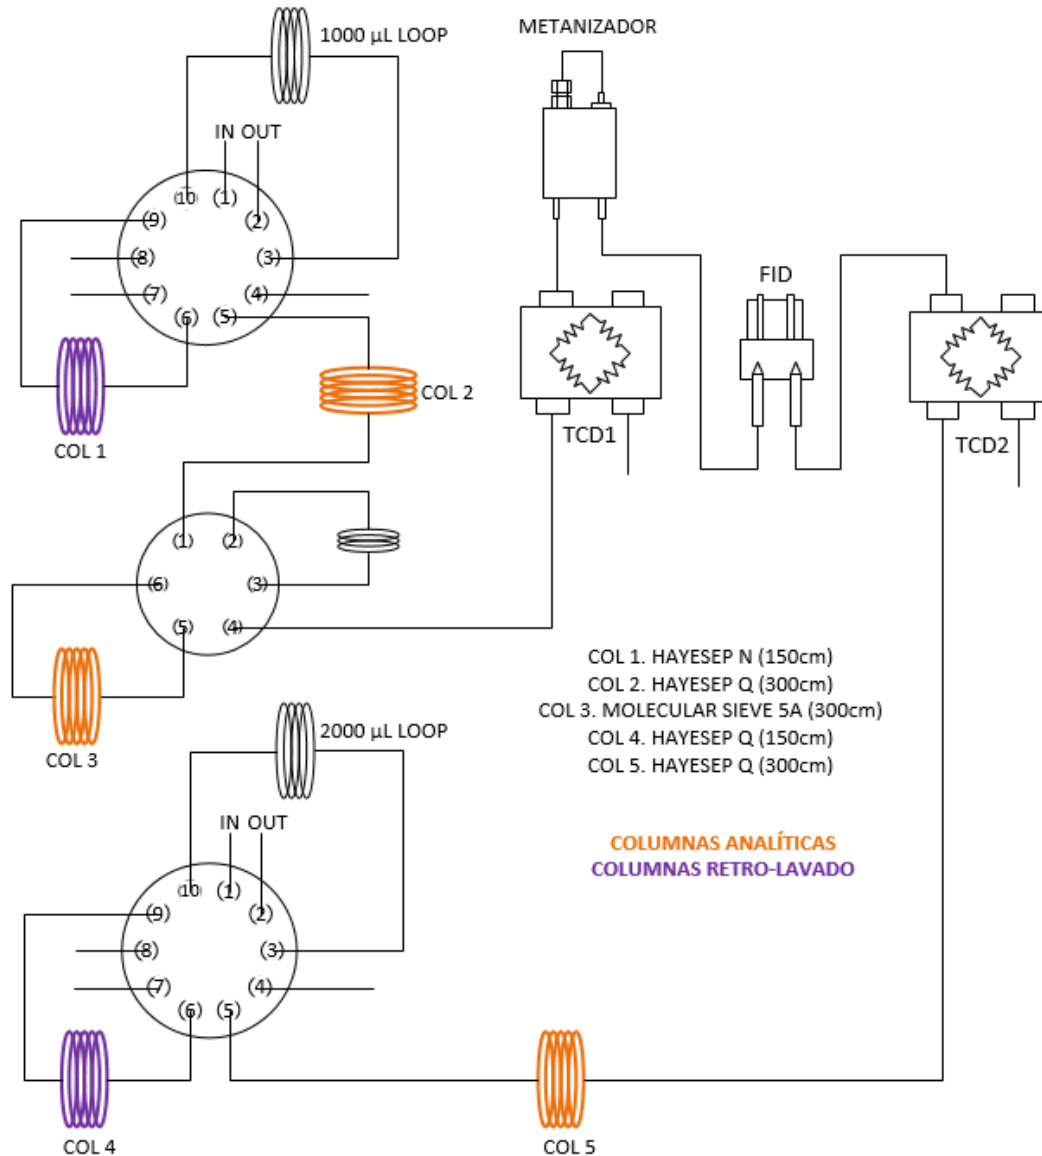 METANIZADOR
1000 µL LOOP
IN OUT
(10)
(1)
(9)
(2)
(8)
(3)
(7)
(4)
(6)
(5)
COL 1
COL 2
FID
TCD1
TCD2
(1)
(2)
(6)
(3)
(5)
(4)
COL 3
COL 1. HAYESEP N (150cm)
COL 2. HAYESEP Q (300cm)
COL 3. MOLECULAR SIEVE 5A (300cm)
COL 4. HAYESEP Q (150cm)
COL 5. HAYESEP Q (300cm)
COLUMNAS ANALÍTICAS
COLUMNAS RETRO-LAVADO
2000 µL LOOP
IN OUT
(10)
(1)
(9)
(2)
(8)
(3)
(7)
(4)
(6)
(5)
COL 4
COL 5